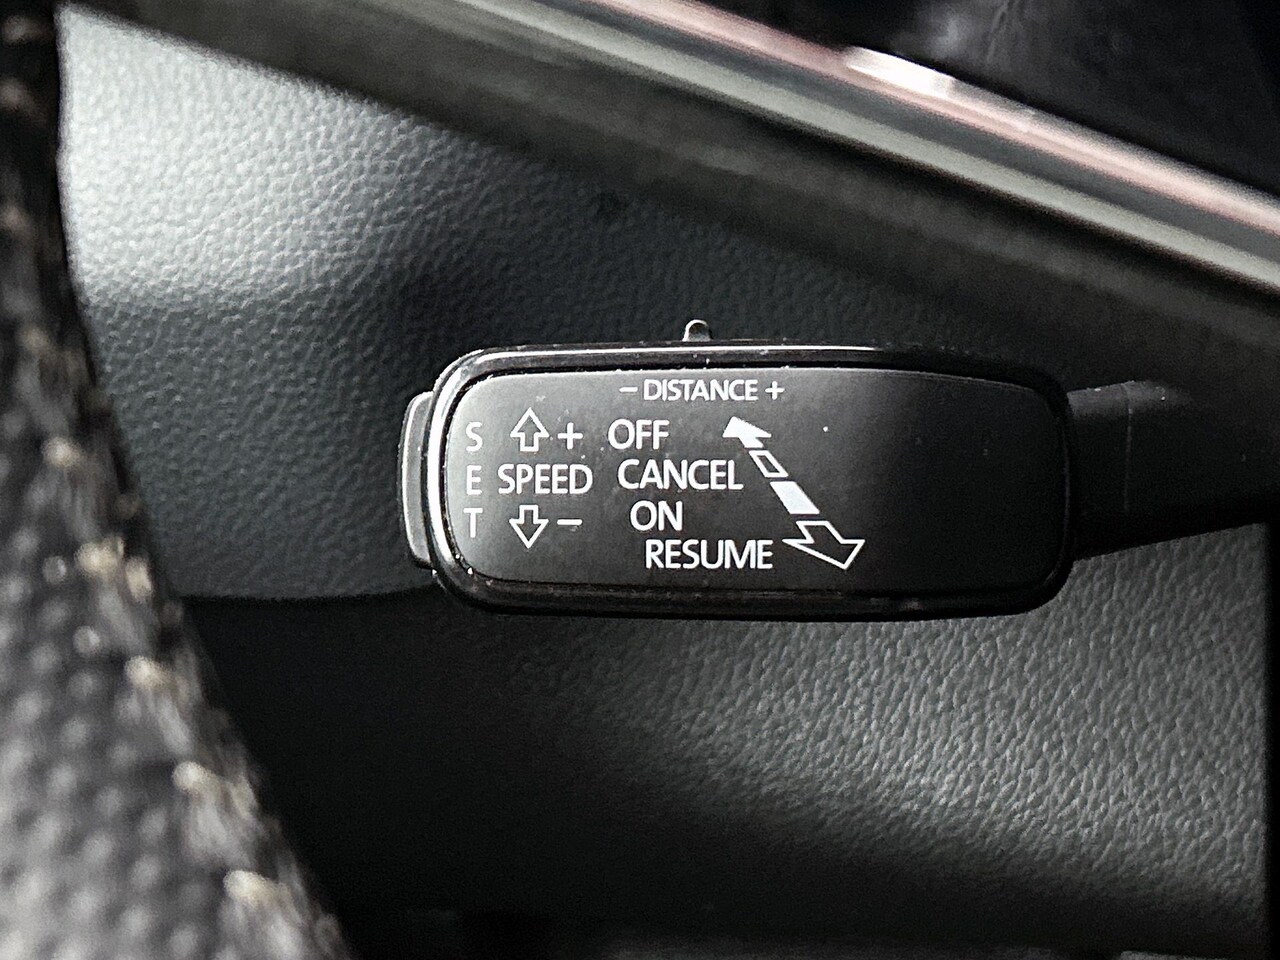 – DISTANCE +
S + OFF
E SPEED CANCEL
T – ON
RESUME